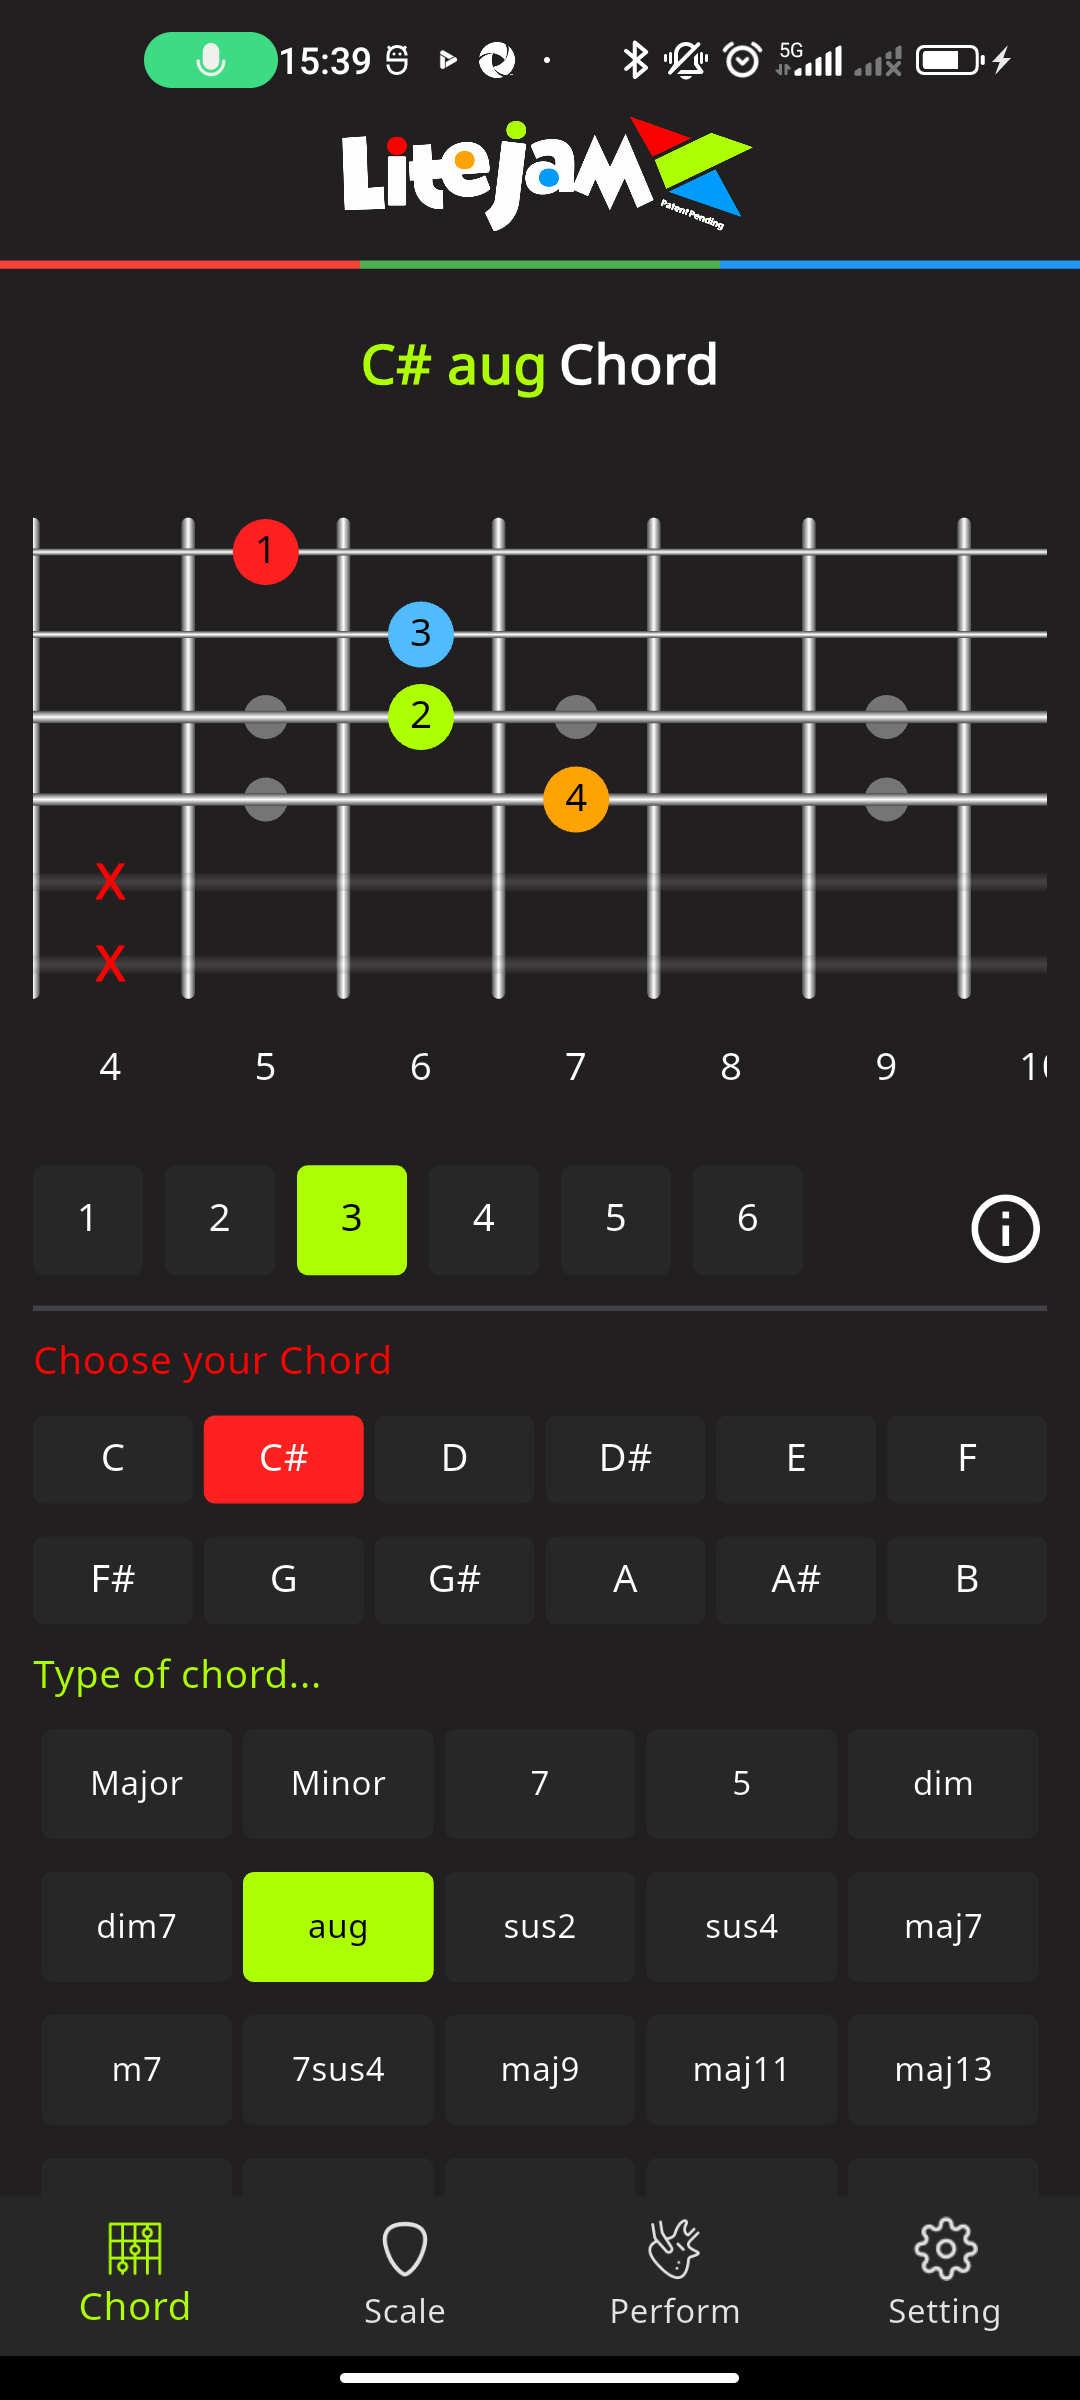 15:39
5G
Litejam
Patent Pending
C# aug Chord
1
3
2
4
X
X
4 5 6 7 8 9 10
1 2 3 4 5 6
Choose your Chord
C C# D D# E F
F# G G# A A# B
Type of chord...
Major Minor 7 5 dim
dim7 aug sus2 sus4 maj7
m7 7sus4 maj9 maj11 maj13
Chord Scale Perform Setting